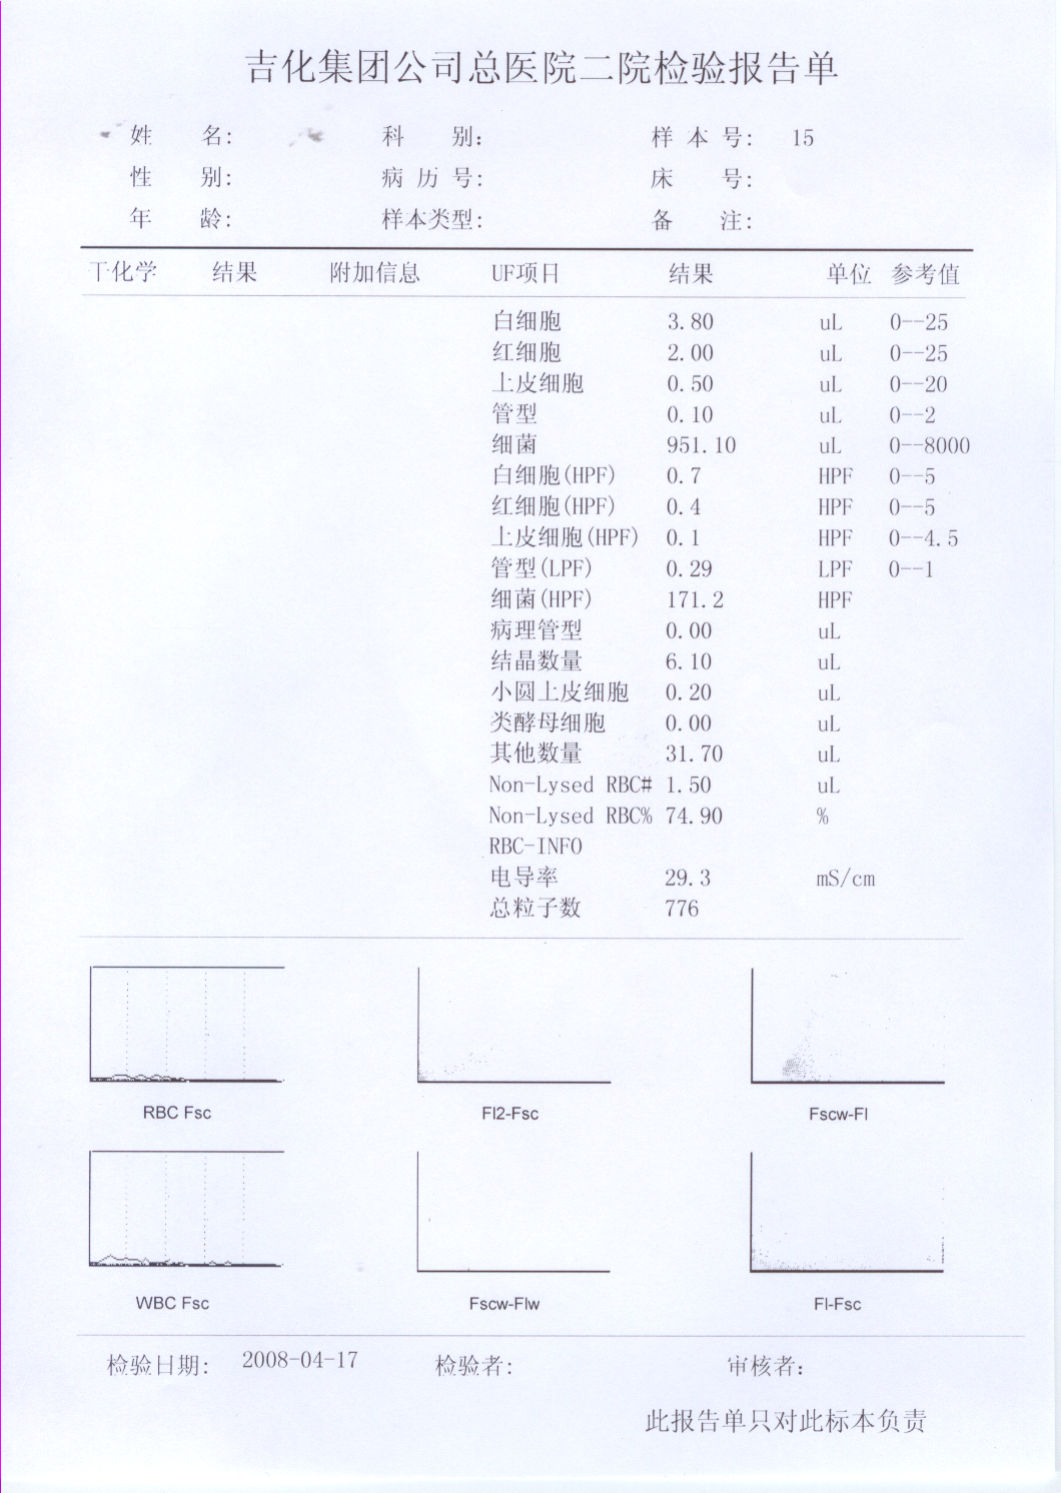 吉化集团公司总医院二院检验报告单
姓 名: 科 别: 样本号: 15
性 别: 病历号: 床 号:
年 龄: 样本类型: 备 注:
干化学 结果 附加信息 UF项目 结果 单位 参考值
白细胞 3.80 uL 0--25
红细胞 2.00 uL 0--25
上皮细胞 0.50 uL 0--20
管型 0.10 uL 0--2
细菌 951.10 uL 0--8000
白细胞(HPF) 0.7 HPF 0--5
红细胞(HPF) 0.4 HPF 0--5
上皮细胞(HPF) 0.1 HPF 0--4.5
管型(LPF) 0.29 LPF 0--1
细菌(HPF) 171.2 HPF
病理管型 0.00 uL
结晶数量 6.10 uL
小圆上皮细胞 0.20 uL
类酵母细胞 0.00 uL
其他数量 31.70 uL
Non-Lysed RBC# 1.50 uL
Non-Lysed RBC% 74.90 %
RBC-INFO
电导率 29.3 mS/cm
总粒子数 776
RBC Fsc Fl2-Fsc Fscw-Fl
WBC Fsc Fscw-Flw Fl-Fsc
检验日期: 2008-04-17 检验者: 审核者:
此报告单只对此标本负责